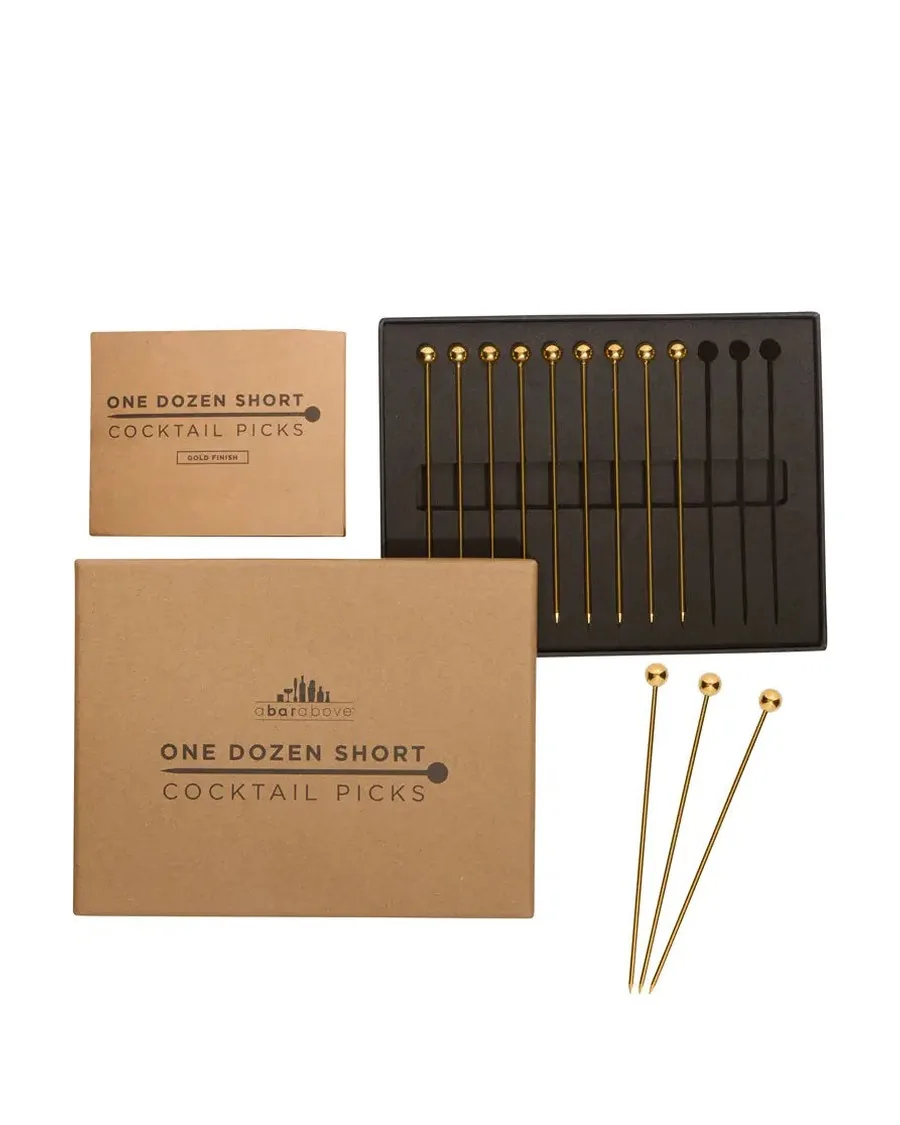 ONE DOZEN SHORT
COCKTAIL PICKS
GOLD FINISH
abarabove
ONE DOZEN SHORT
COCKTAIL PICKS